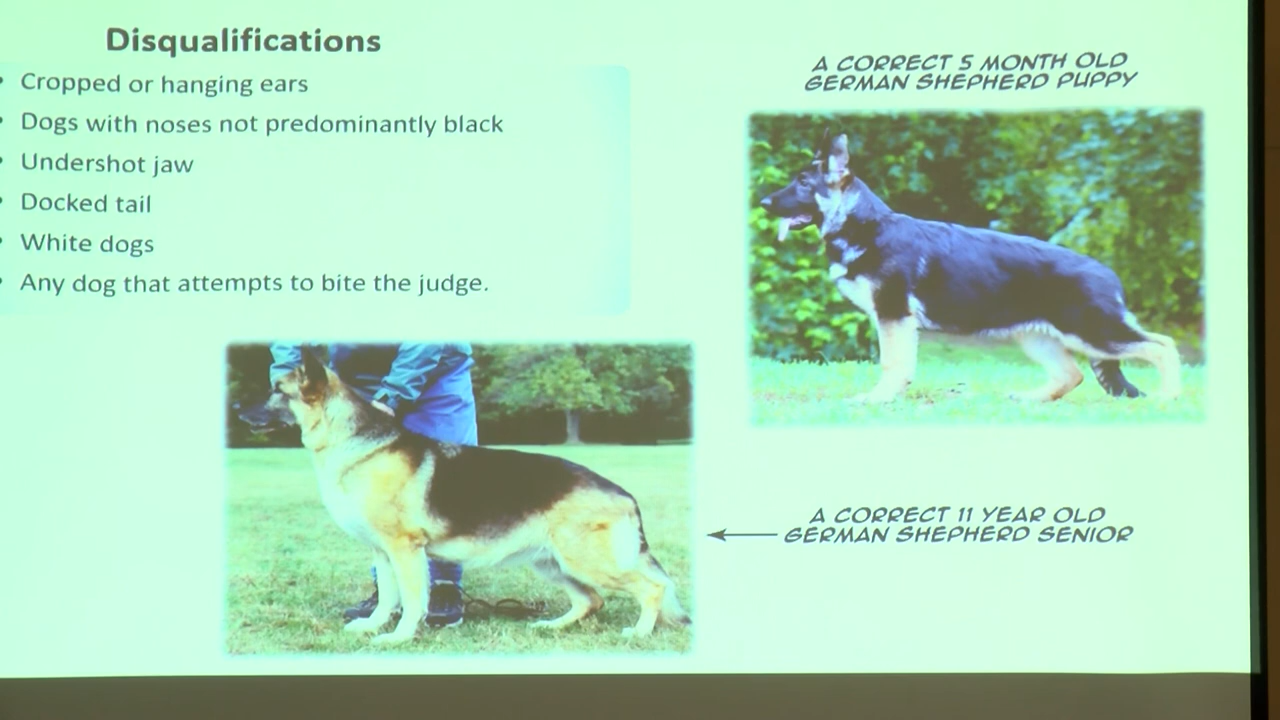 Disqualifications
• Cropped or hanging ears
• Dogs with noses not predominantly black
• Undershot jaw
• Docked tail
• White dogs
• Any dog that attempts to bite the judge.
A CORRECT 5 MONTH OLD
GERMAN SHEPHERD PUPPY
A CORRECT 11 YEAR OLD
GERMAN SHEPHERD SENIOR